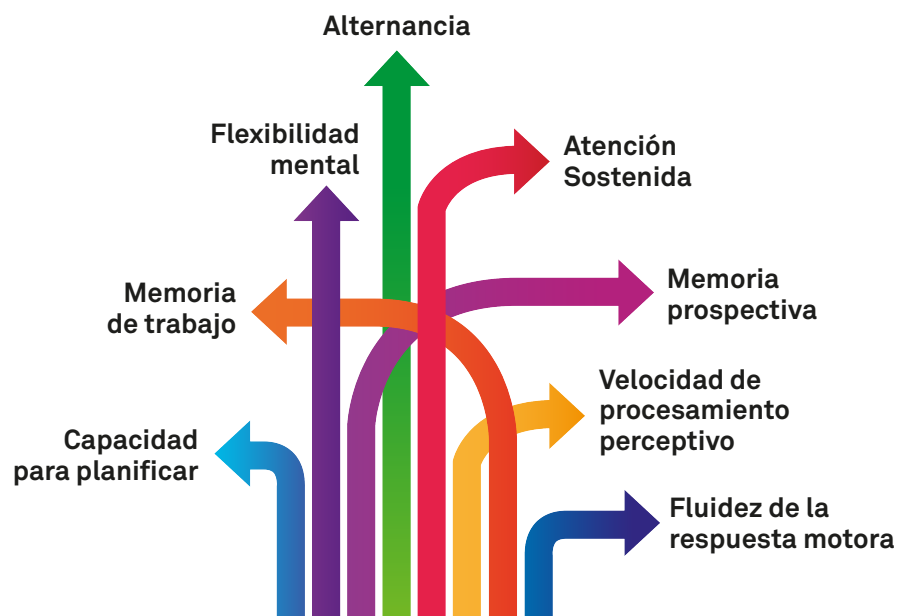 Alternancia
Flexibilidad
mental
Atención
Sostenida
Memoria
de trabajo
Memoria
prospectiva
Velocidad de
procesamiento
perceptivo
Capacidad
para planificar
Fluidez de la
respuesta motora